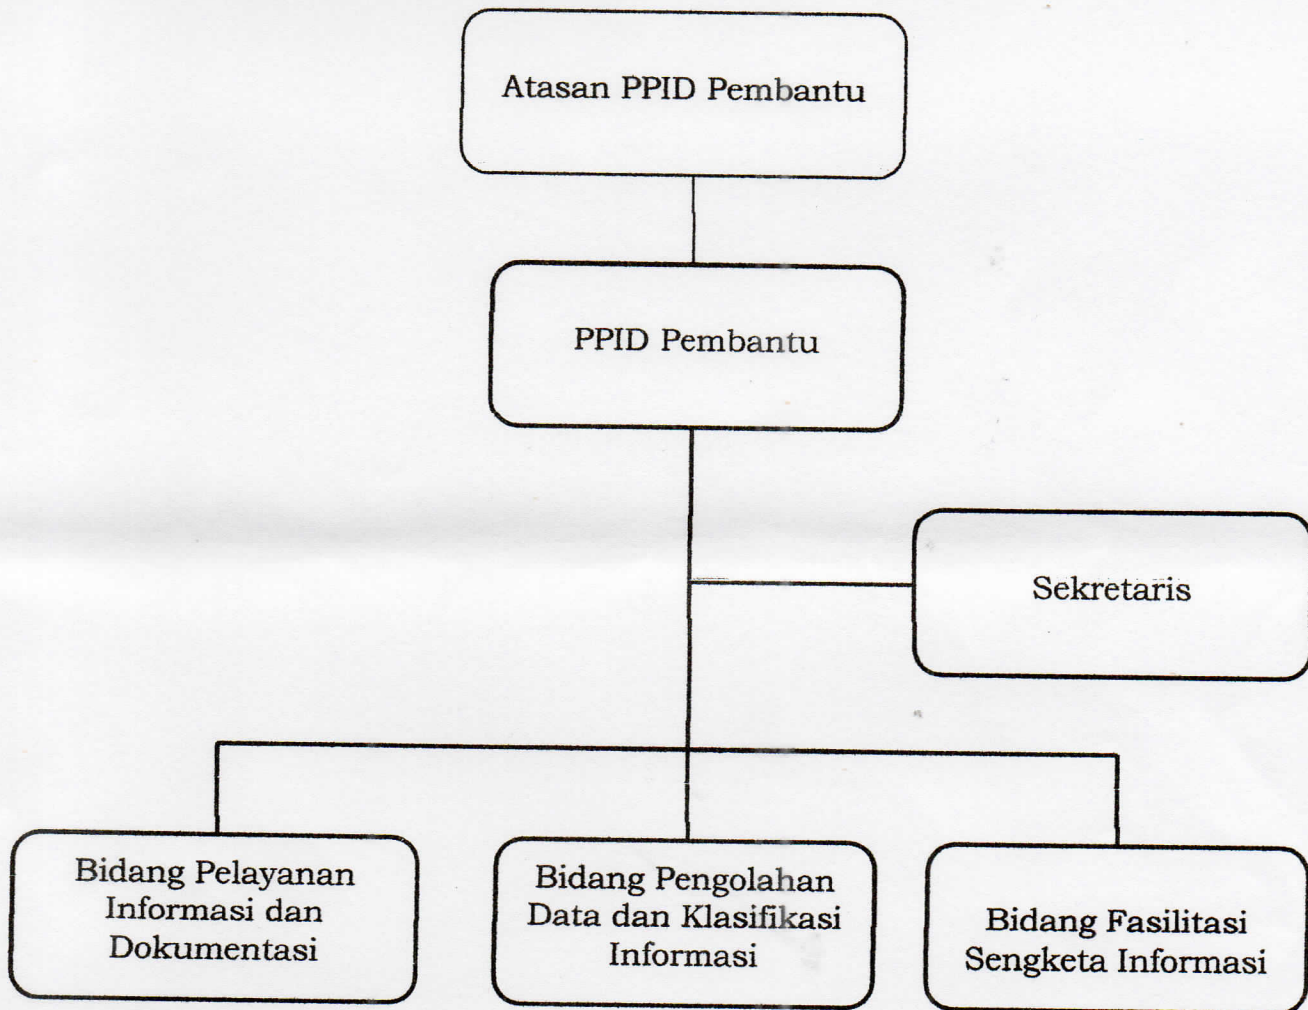 Atasan PPID Pembantu
PPID Pembantu
Sekretaris
Bidang Pelayanan
Informasi dan
Dokumentasi
Bidang Pengolahan
Data dan Klasifikasi
Informasi
Bidang Fasilitasi
Sengketa Informasi